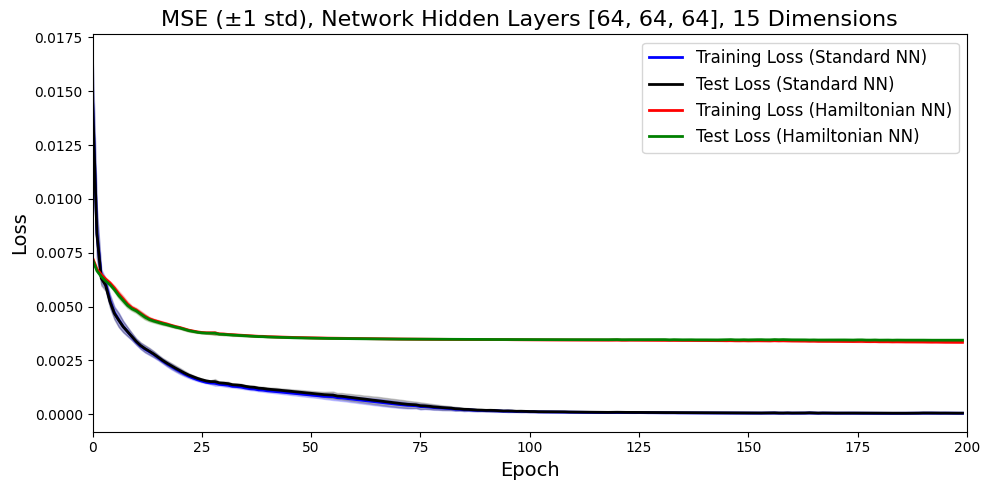 MSE (±1 std), Network Hidden Layers [64, 64, 64], 15 Dimensions
Training Loss (Standard NN)
Test Loss (Standard NN)
Training Loss (Hamiltonian NN)
Test Loss (Hamiltonian NN)
Loss
0.0175
0.0150
0.0125
0.0100
0.0075
0.0050
0.0025
0.0000
0 25 50 75 100 125 150 175 200
Epoch